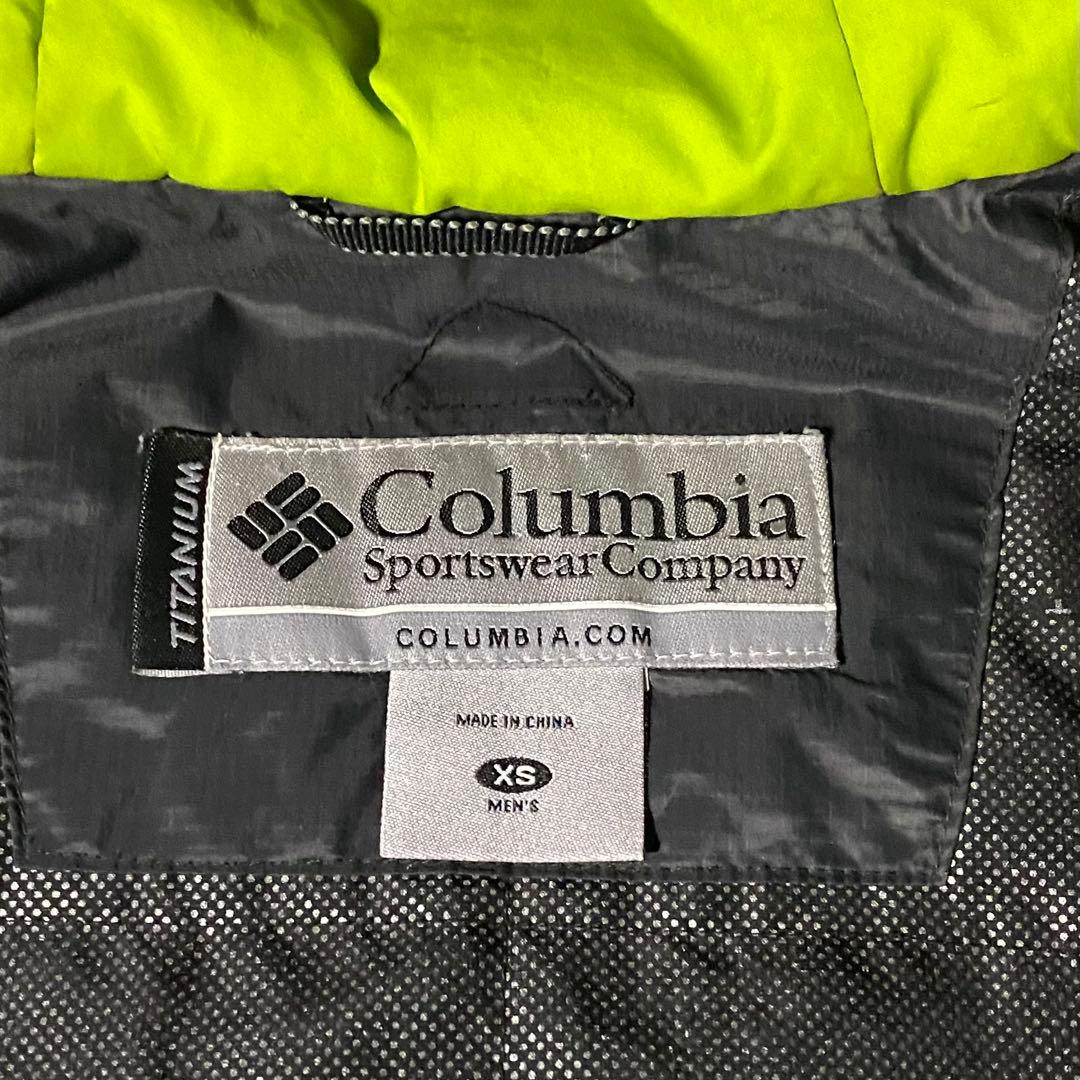 TITANIUM
Columbia
Sportswear Company
COLUMBIA.COM
MADE IN CHINA
XS
MEN'S